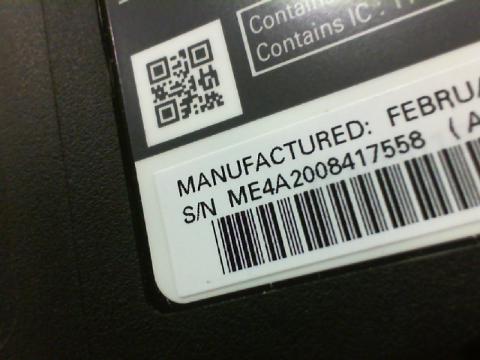 Contains
Contains IC :
MANUFACTURED: FEBRUA
S/N ME4A2008417558 (A